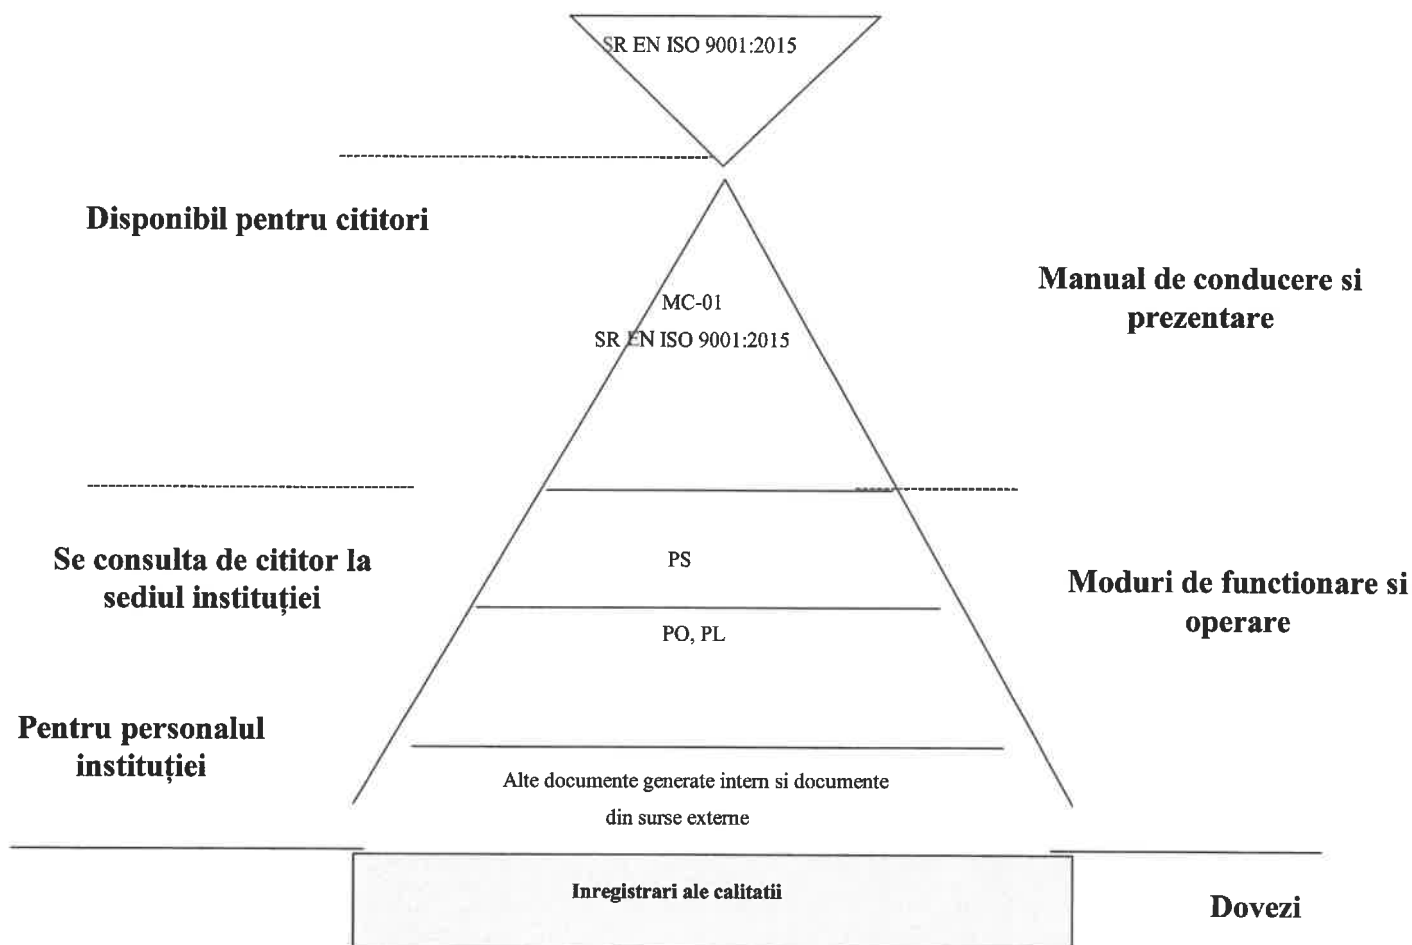 SR EN ISO 9001:2015
Disponibil pentru cititori
Manual de conducere si
prezentare
MC-01
SR EN ISO 9001:2015
Se consulta de cititor la
sediul instituției
PS
Moduri de functionare si
operare
PO, PL
Pentru personalul
instituției
Alte documente generate intern si documente
din surse externe
Inregistrari ale calitatii
Dovezi